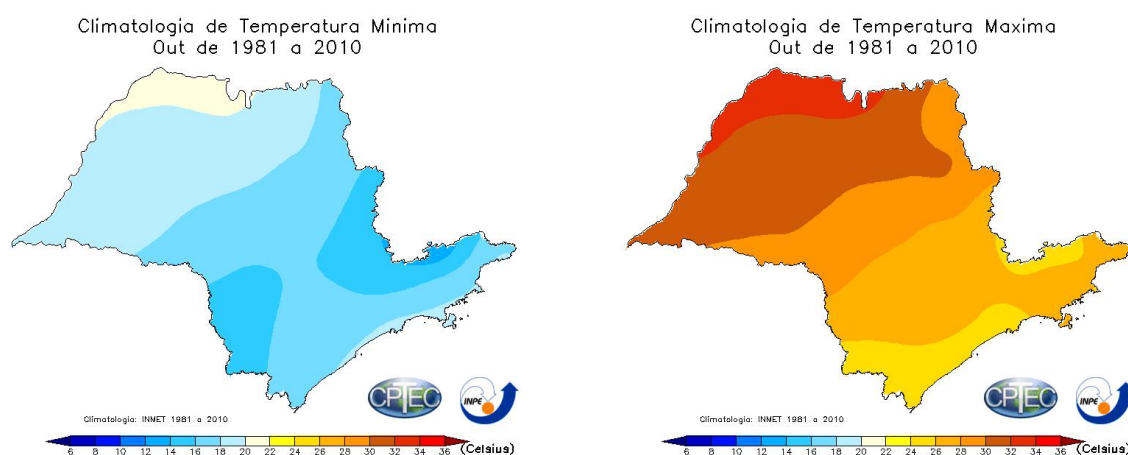 Climatologia de Temperatura Minima
Out de 1981 a 2010
CPTEC
INPE
Climatologia: INNET 1981 a 2010
6 8 10 12 14 16 18 20 22 24 26 28 30 32 34 36 (Celsius)
Climatologia de Temperatura Maxima
Out de 1981 a 2010
CPTEC
INPE
Climatologia: INNET 1981 a 2010
6 8 10 12 14 16 18 20 22 24 26 28 30 32 34 36 (Celsius)